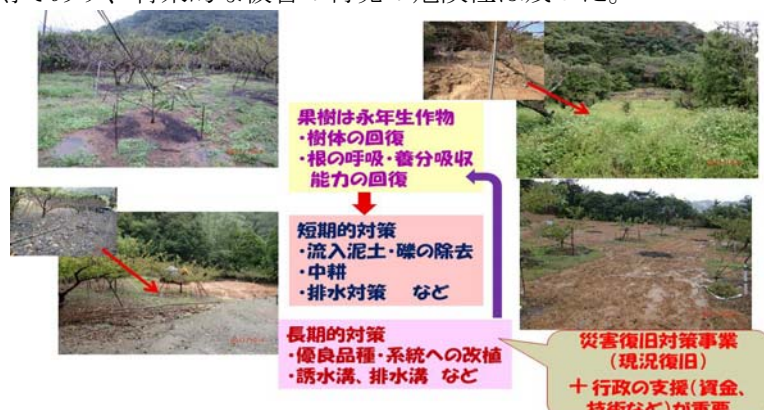 果樹は永年生作物
・樹体の回復
・根の呼吸・養分吸収
能力の回復
短期的対策
・流入泥土・礫の除去
・中耕
・排水対策 など
長期的対策
・優良品種・系統への改植
・誘水溝、排水溝 など
災害復旧対策事業
(現況復旧)
＋行政の支援(資金、
技術など)が重要